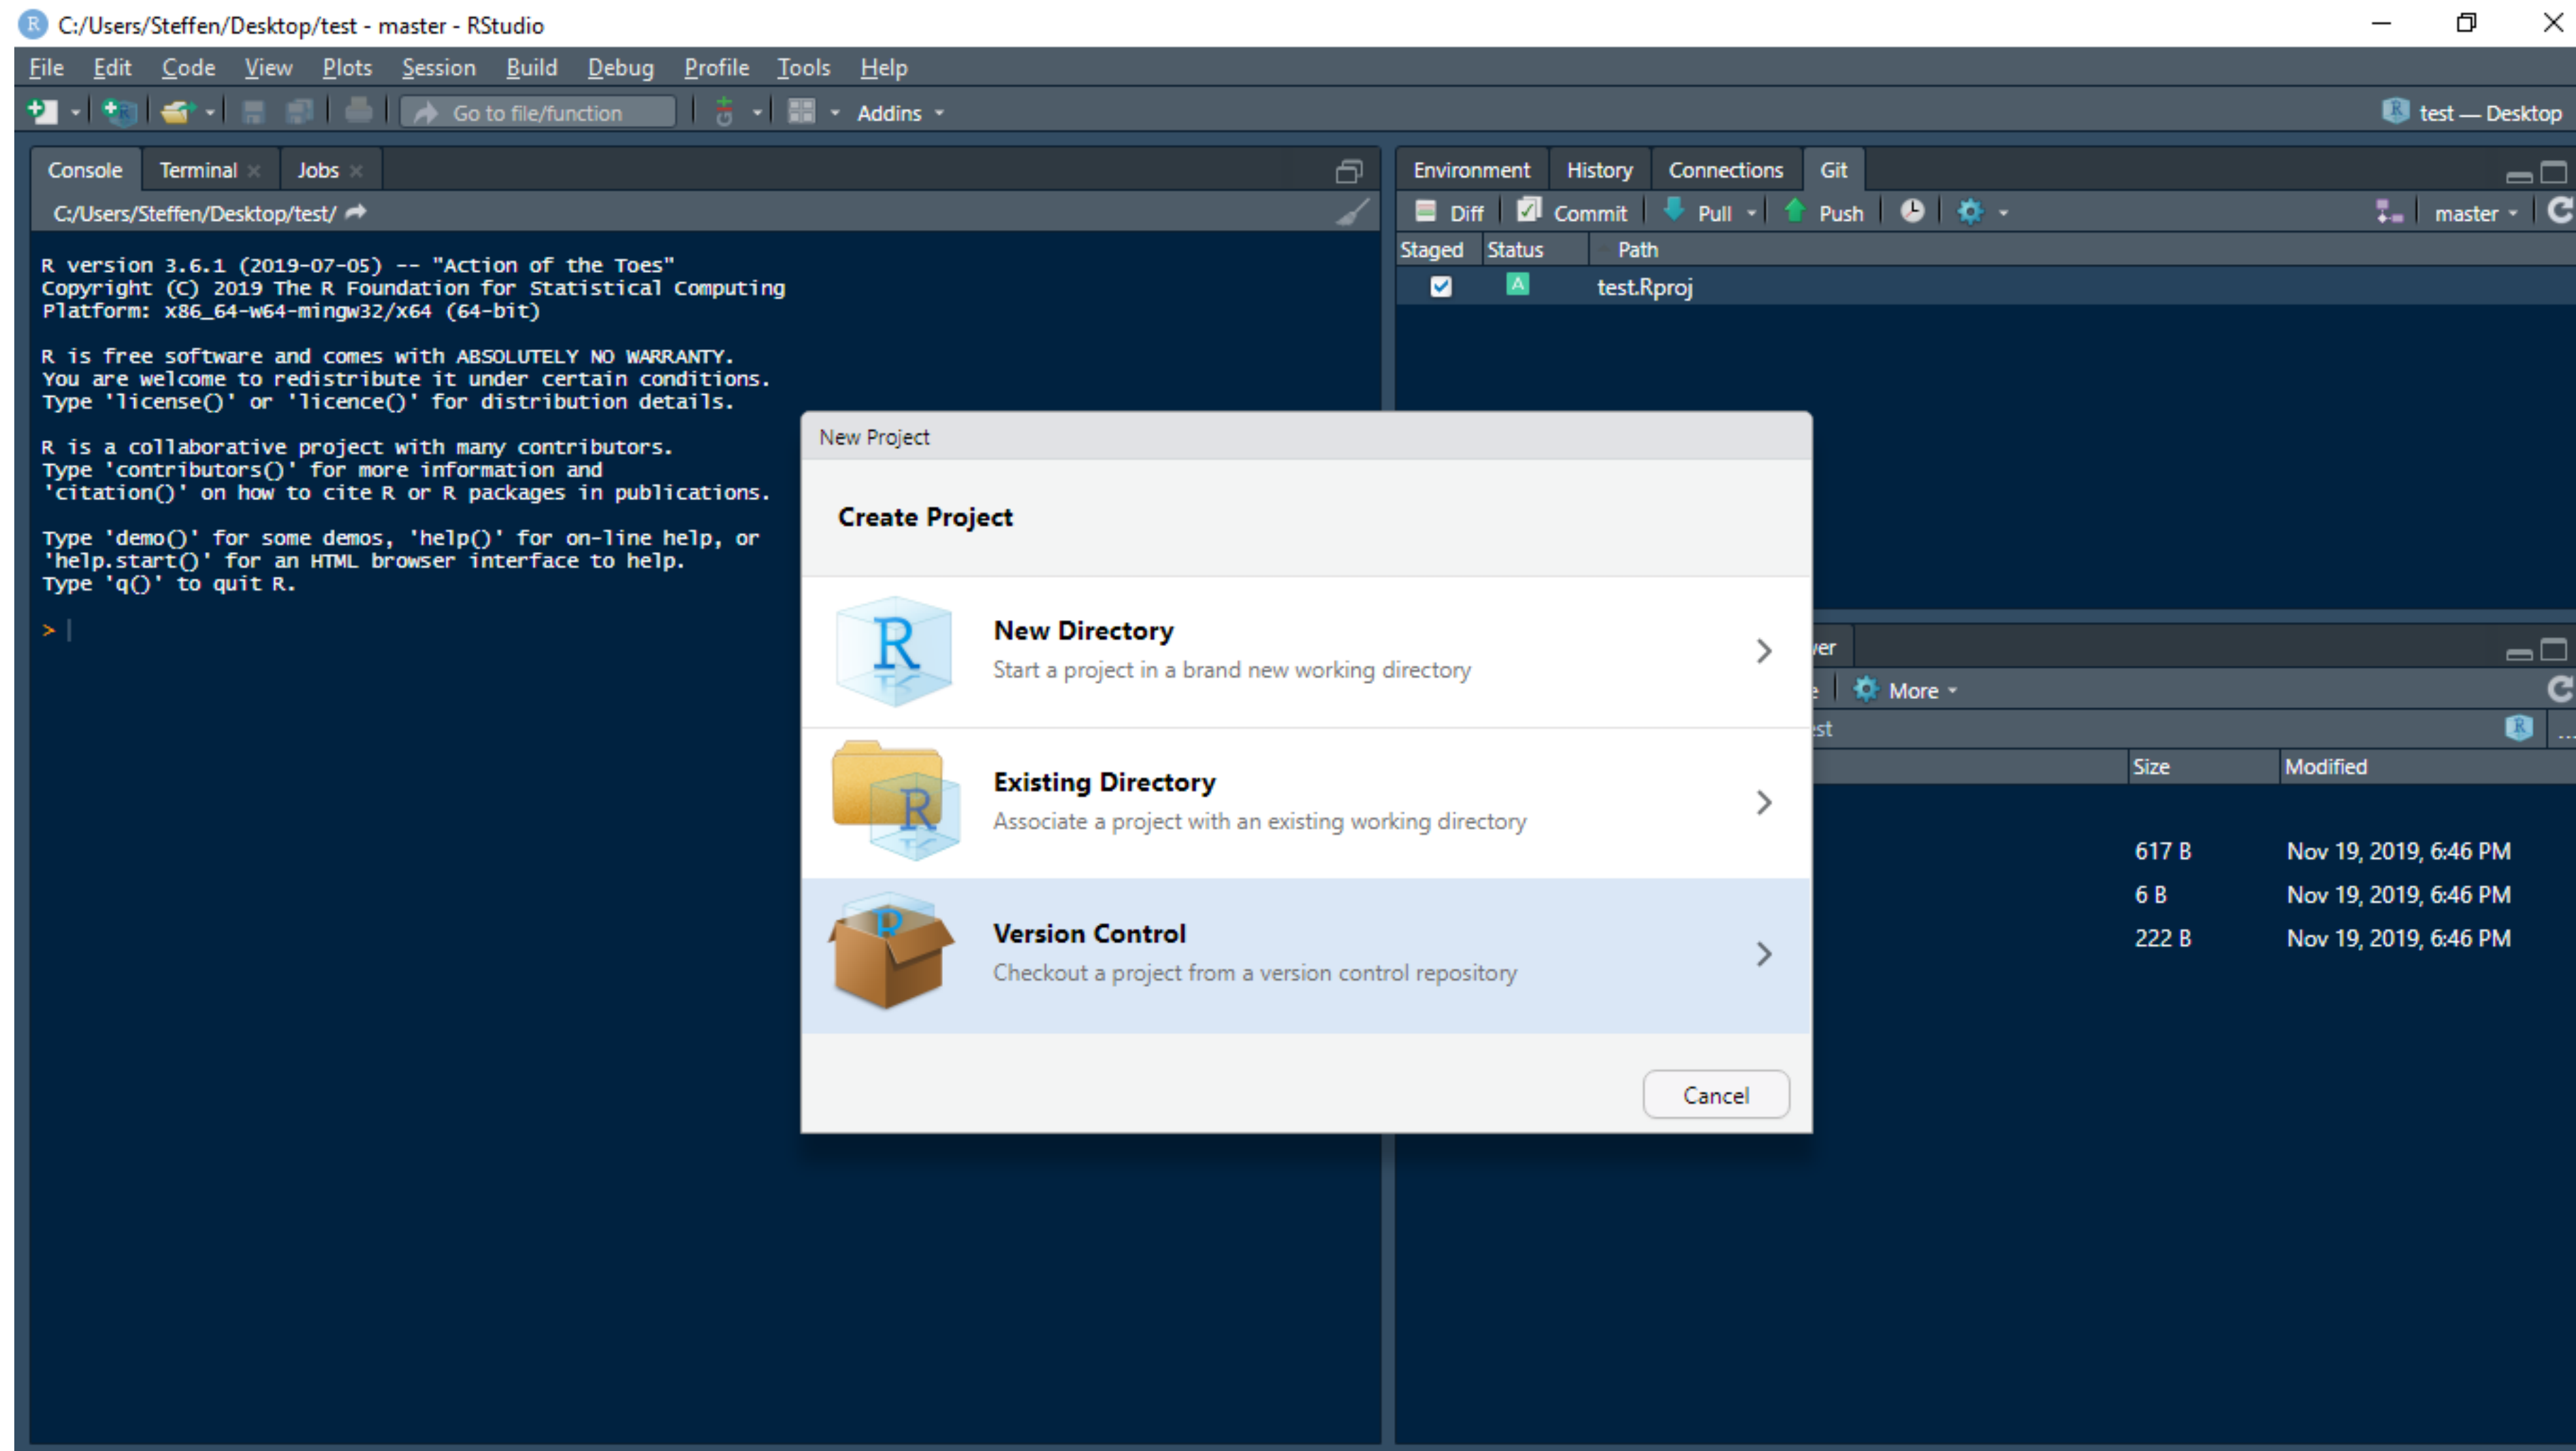 C:/Users/Steffen/Desktop/test - master - RStudio
File Edit Code View Plots Session Build Debug Profile Tools Help
Go to file/function Addins test — Desktop
Console Terminal Jobs
C:/Users/Steffen/Desktop/test/
R version 3.6.1 (2019-07-05) -- "Action of the Toes"
Copyright (C) 2019 The R Foundation for Statistical Computing
Platform: x86_64-w64-mingw32/x64 (64-bit)
R is free software and comes with ABSOLUTELY NO WARRANTY.
You are welcome to redistribute it under certain conditions.
Type 'license()' or 'licence()' for distribution details.
R is a collaborative project with many contributors.
Type 'contributors()' for more information and
'citation()' on how to cite R or R packages in publications.
Type 'demo()' for some demos, 'help()' for on-line help, or
'help.start()' for an HTML browser interface to help.
Type 'q()' to quit R.
>
Environment History Connections Git
Diff Commit Pull Push master
Staged Status Path
A test.Rproj
New Project
Create Project
New Directory
Start a project in a brand new working directory
Existing Directory
Associate a project with an existing working directory
Version Control
Checkout a project from a version control repository
Cancel
More
Size Modified
617 B Nov 19, 2019, 6:46 PM
6 B Nov 19, 2019, 6:46 PM
222 B Nov 19, 2019, 6:46 PM